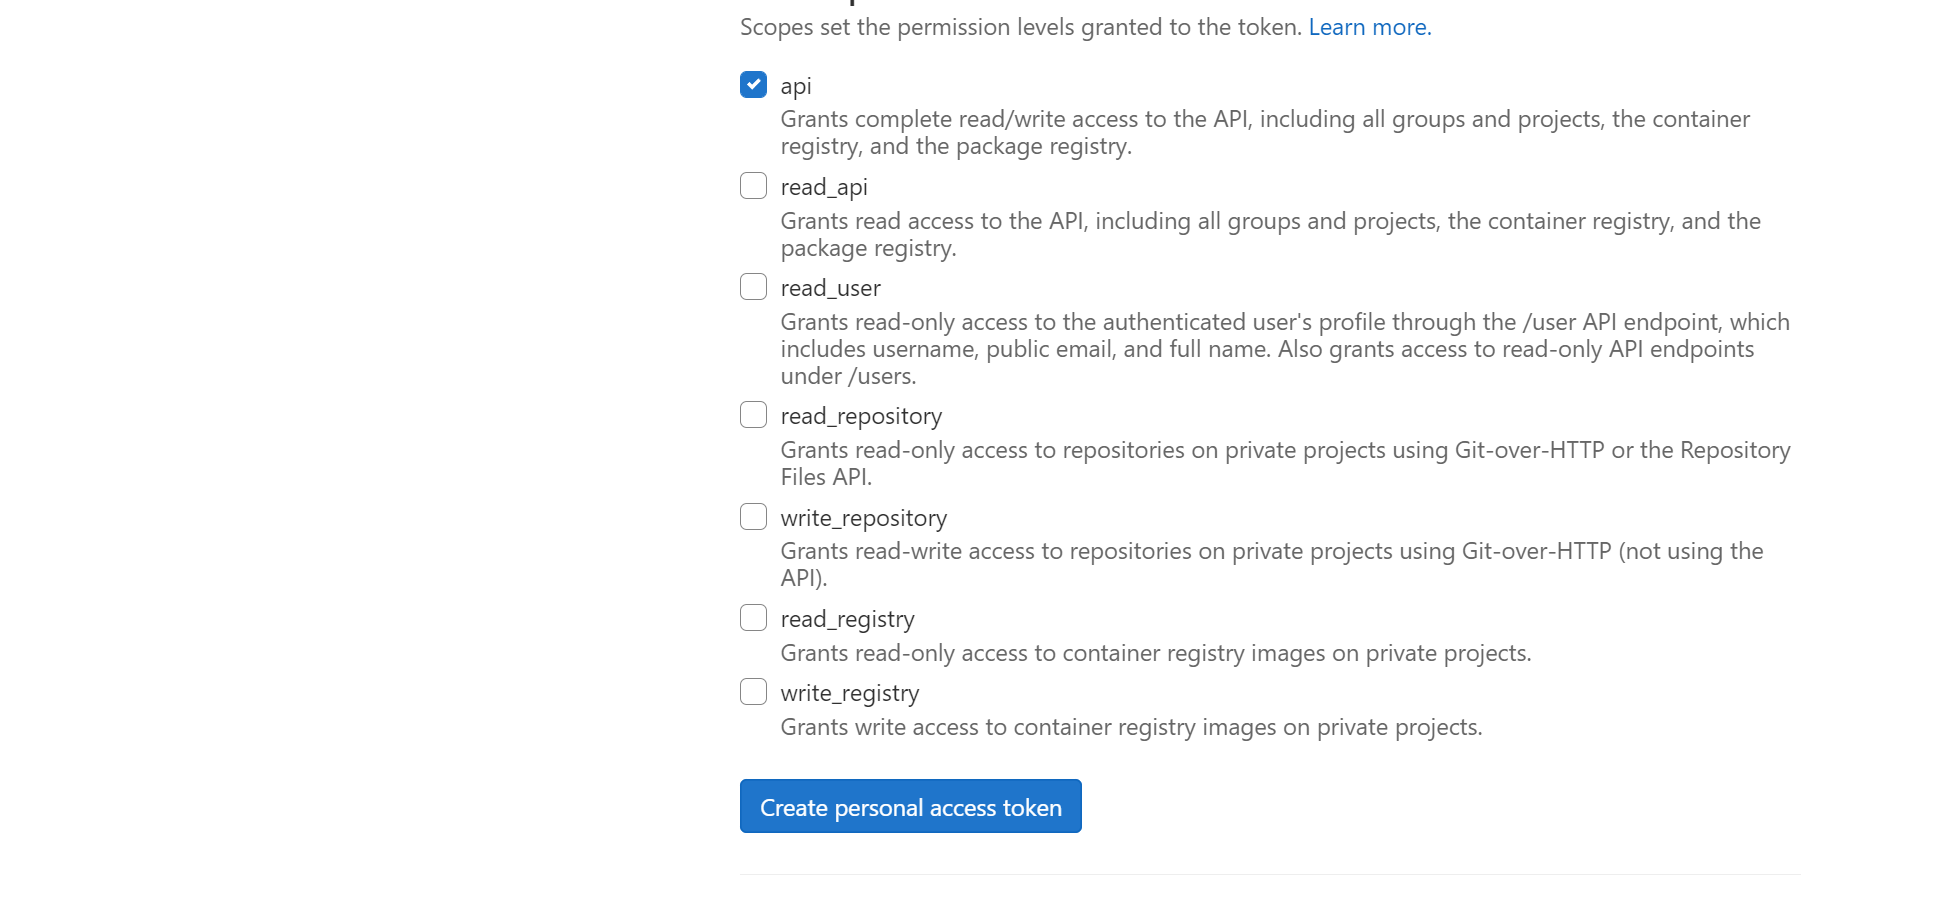 Scopes set the permission levels granted to the token. Learn more.
api
Grants complete read/write access to the API, including all groups and projects, the container
registry, and the package registry.
read_api
Grants read access to the API, including all groups and projects, the container registry, and the
package registry.
read_user
Grants read-only access to the authenticated user's profile through the /user API endpoint, which
includes username, public email, and full name. Also grants access to read-only API endpoints
under /users.
read_repository
Grants read-only access to repositories on private projects using Git-over-HTTP or the Repository
Files API.
write_repository
Grants read-write access to repositories on private projects using Git-over-HTTP (not using the
API).
read_registry
Grants read-only access to container registry images on private projects.
write_registry
Grants write access to container registry images on private projects.
Create personal access token